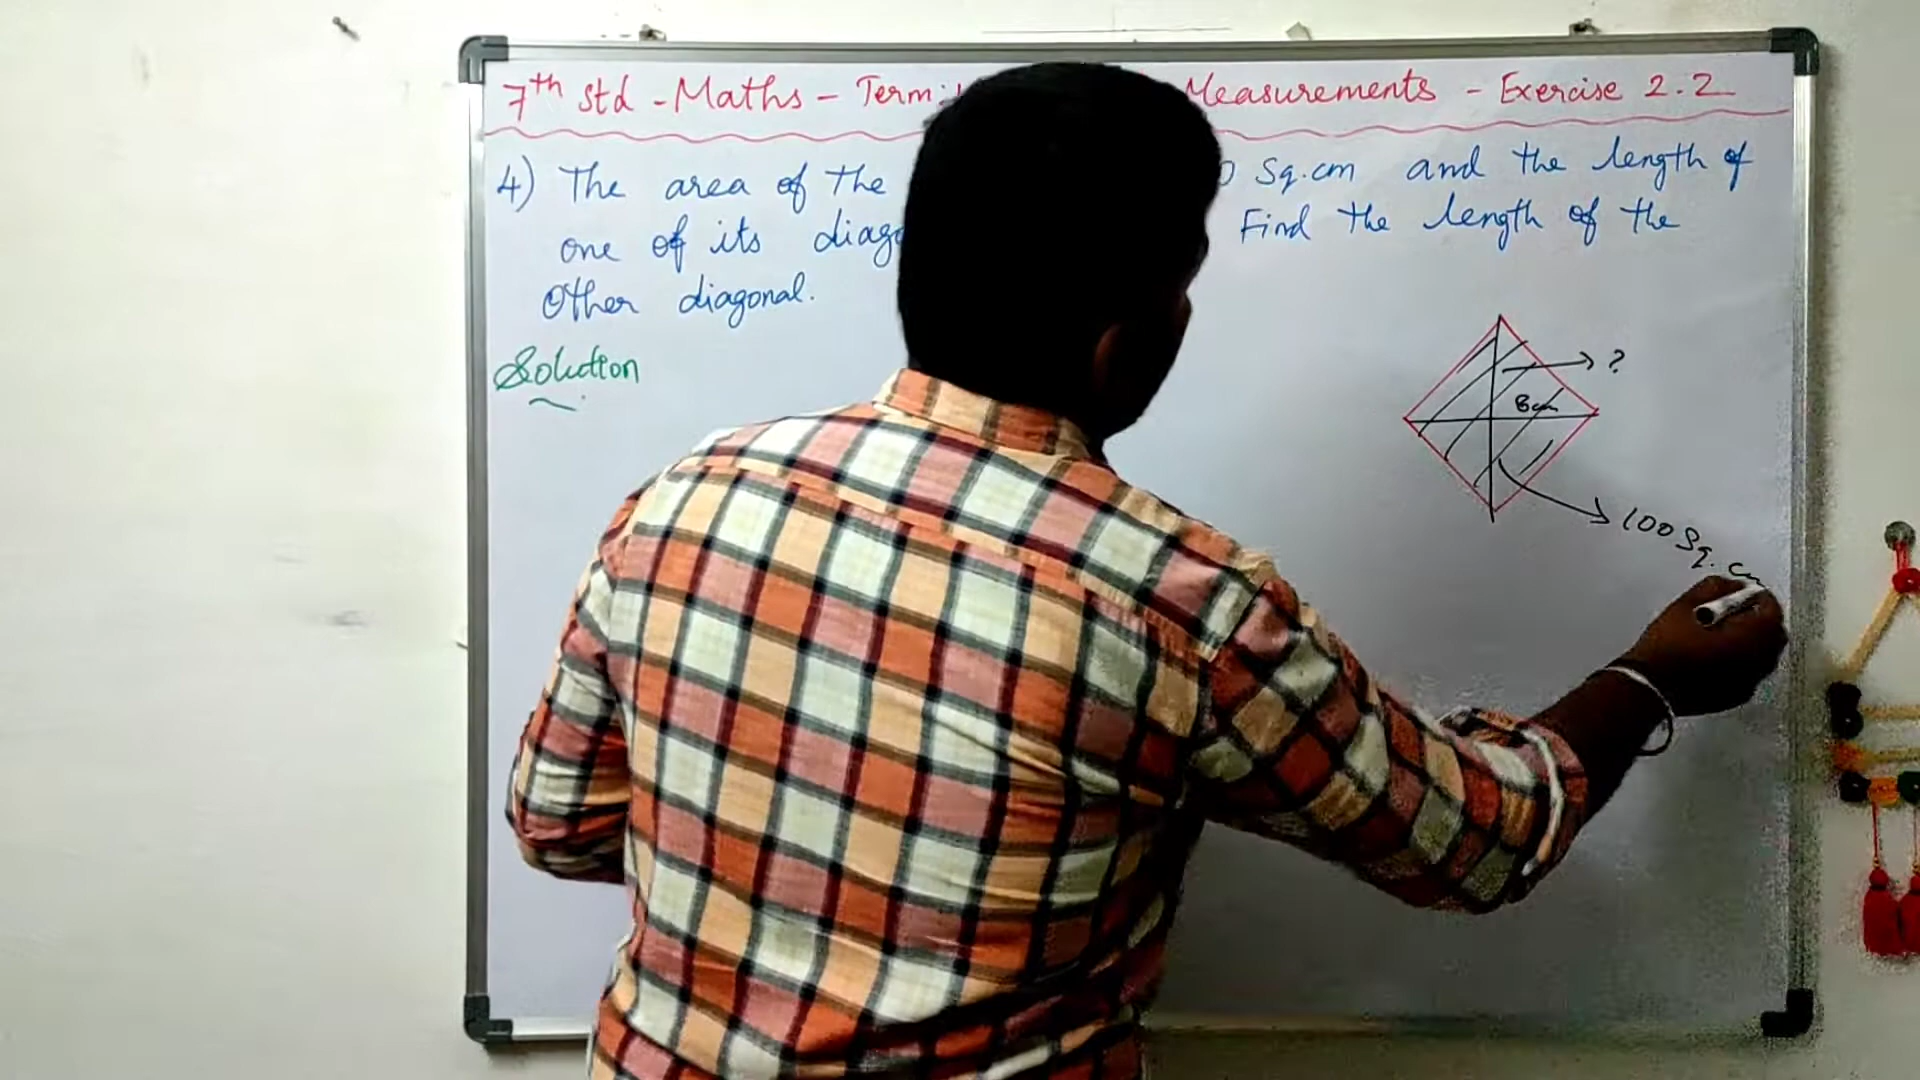 7th Std - Maths - Term- Measurements - Exercise 2.2
4) The area of the Sq.cm and the length of
one of its Find the length of the
Other diagonal.
Solution
?
8cm
100 Sq. cm